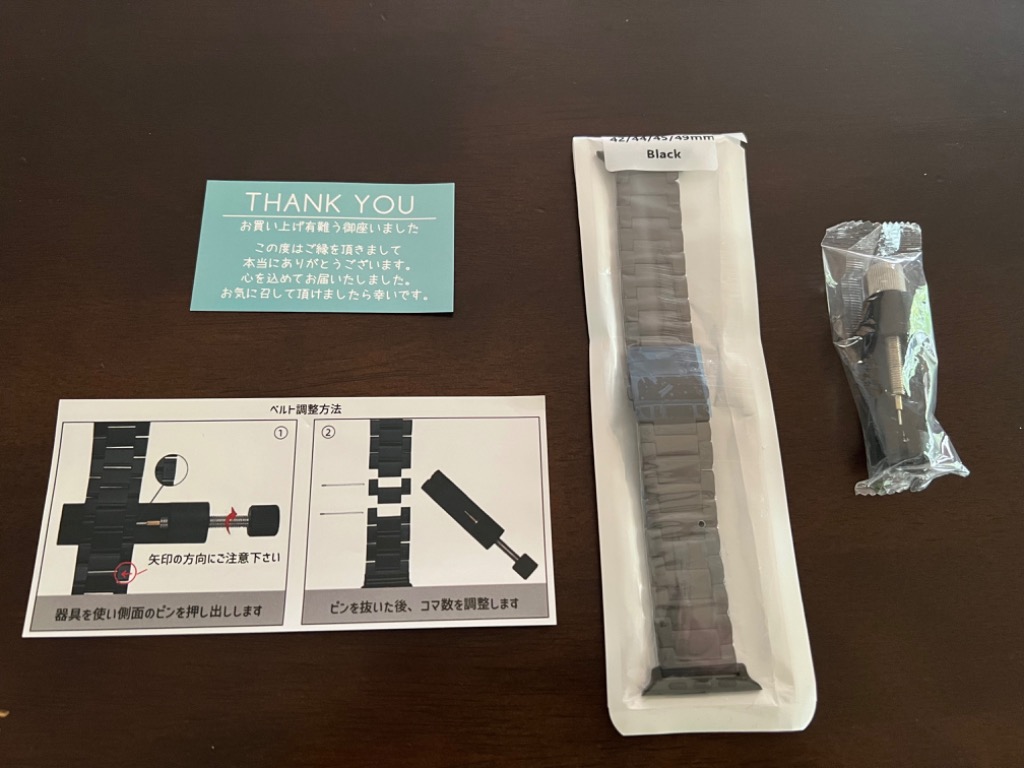 THANK YOU
お買い上げ有難う御座いました
この度はご縁を頂きまして
本当にありがとうございます。
心を込めてお届いたしました。
お気に召して頂けましたら幸いです。
ベルト調整方法
①
矢印の方向にご注意下さい
器具を使い側面のピンを押し出しします
②
ピンを抜いた後、コマ数を調整します
42/44/45/49mm
Black